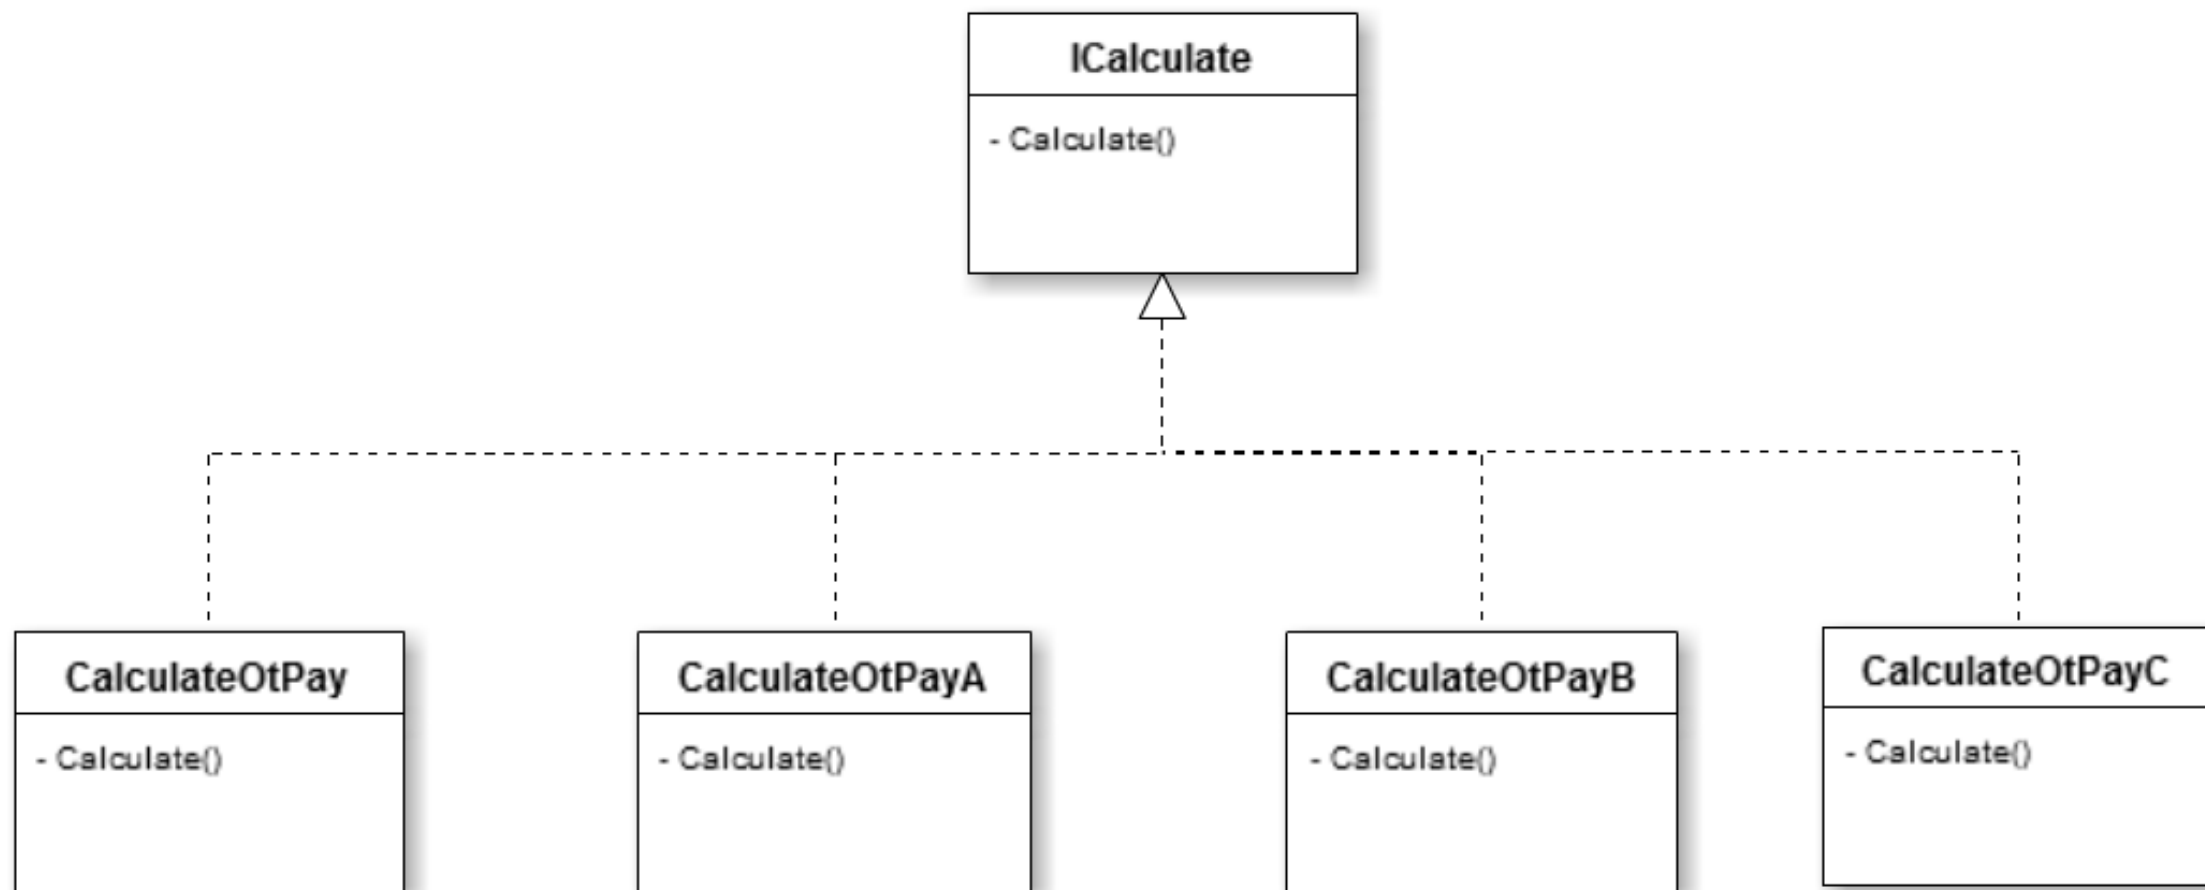 ICalculate
- Calculate()
CalculateOtPay
- Calculate()
CalculateOtPayA
- Calculate()
CalculateOtPayB
- Calculate()
CalculateOtPayC
- Calculate()